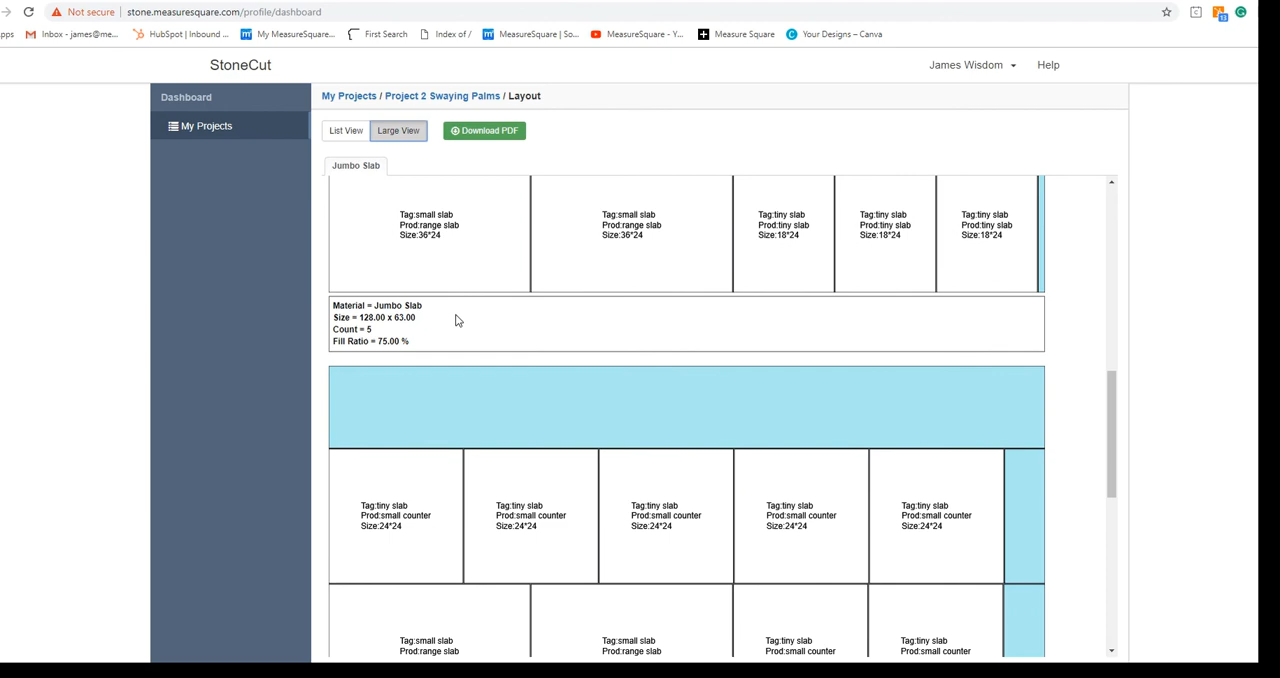 Not secure stone.measuresquare.com/profile/dashboard
pps Inbox - james@me... HubSpot | Inbound ... My MeasureSquare... First Search Index of / MeasureSquare | So... MeasureSquare - Y... Measure Square Your Designs – Canva
13
StoneCut James Wisdom Help
Dashboard
My Projects
My Projects / Project 2 Swaying Palms / Layout
List View Large View Download PDF
Jumbo Slab
Tag:small slab Tag:small slab Tag:tiny slab Tag:tiny slab Tag:tiny slab
Prod:range slab Prod:range slab Prod:tiny slab Prod:tiny slab Prod:tiny slab
Size:36*24 Size:36*24 Size:18*24 Size:18*24 Size:18*24
Material = Jumbo Slab
Size = 128.00 x 63.00
Count = 5
Fill Ratio = 75.00 %
Tag:tiny slab Tag:tiny slab Tag:tiny slab Tag:tiny slab Tag:tiny slab
Prod:small counter Prod:small counter Prod:small counter Prod:small counter Prod:small counter
Size:24*24 Size:24*24 Size:24*24 Size:24*24 Size:24*24
Tag:small slab Tag:small slab Tag:tiny slab Tag:tiny slab
Prod:range slab Prod:range slab Prod:small counter Prod:small counter